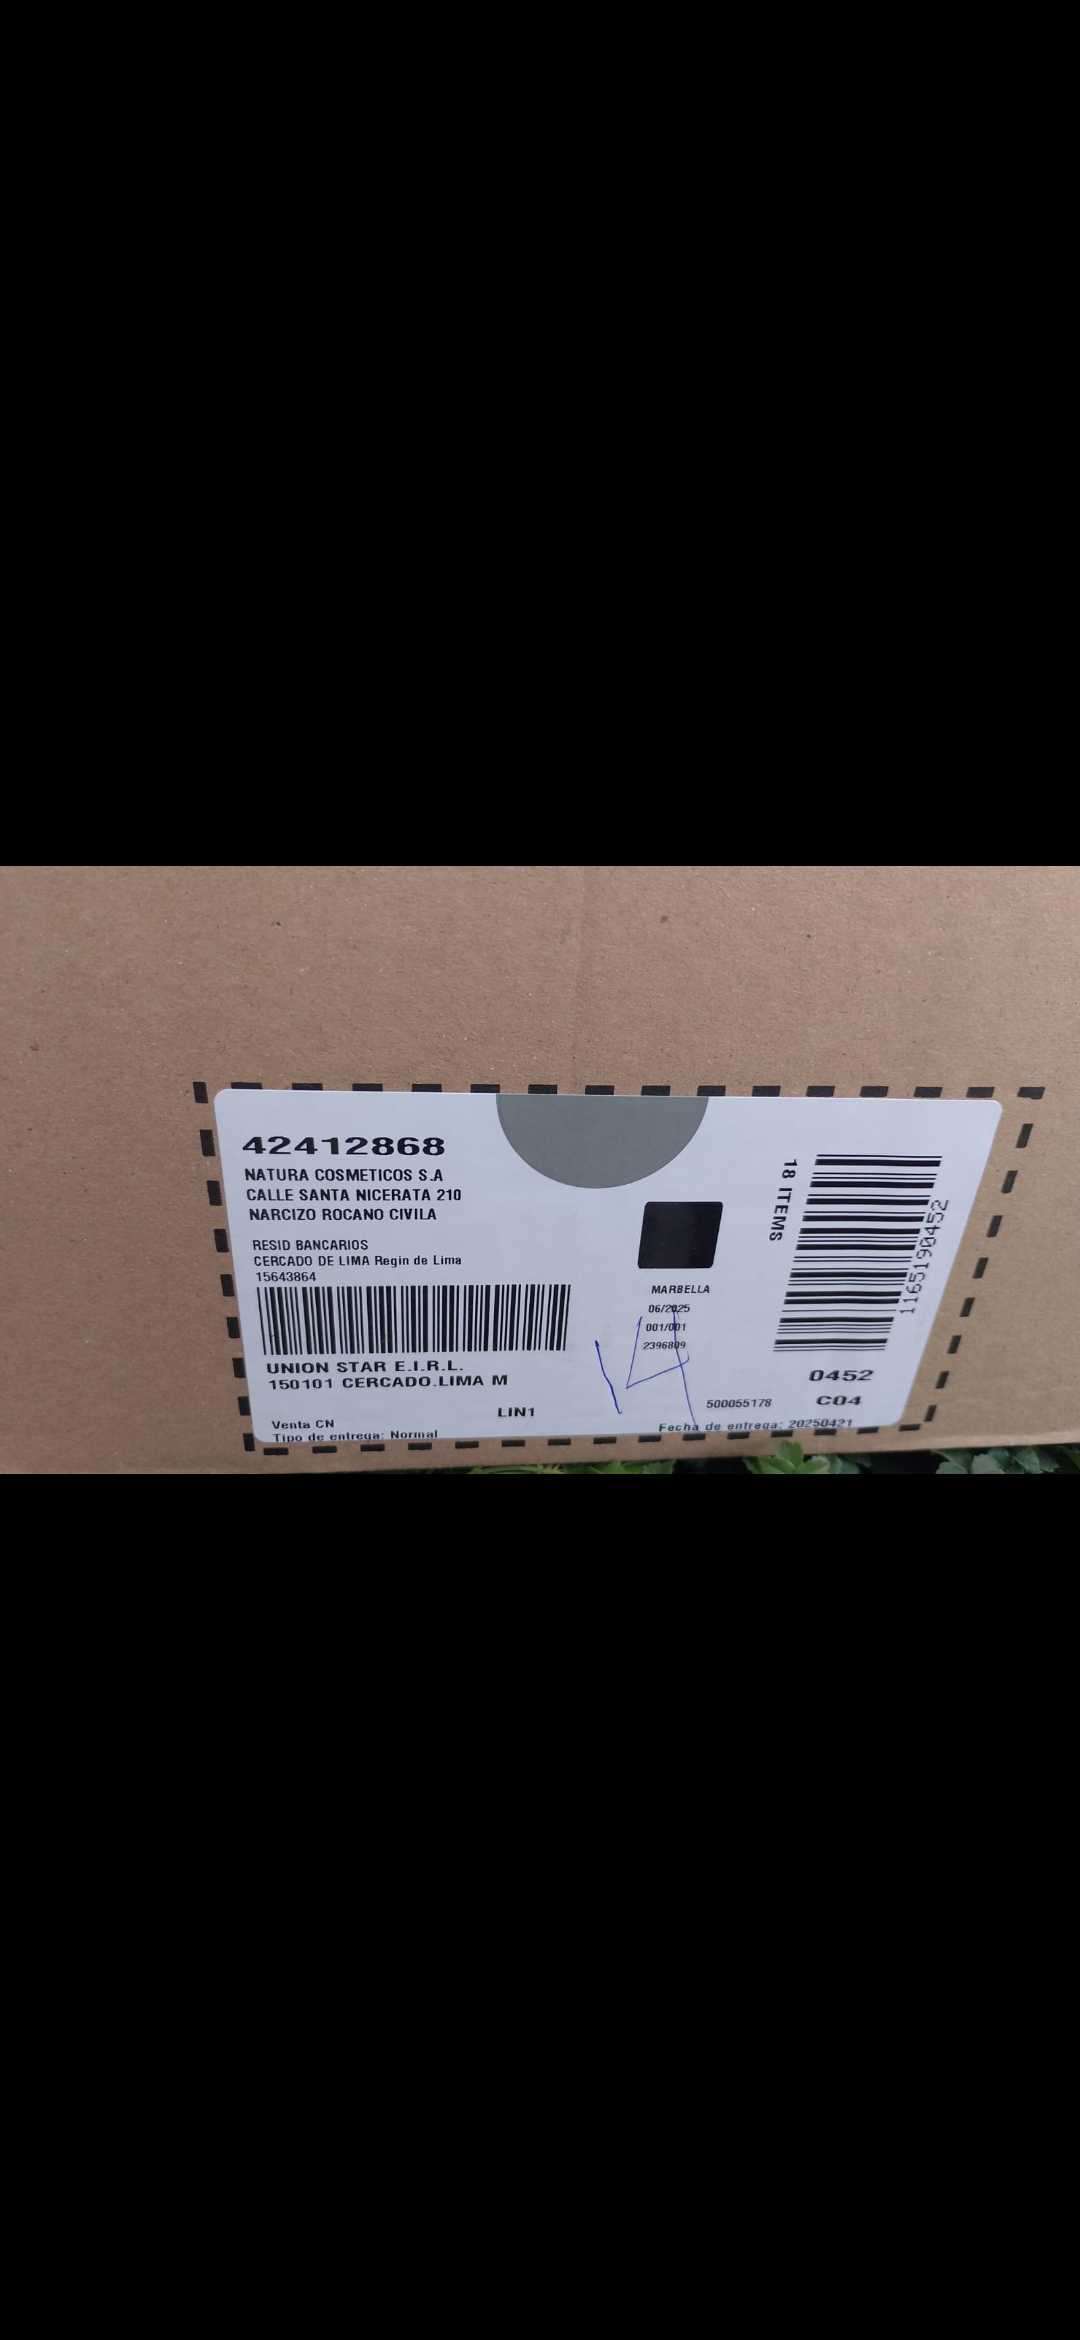 42412868
NATURA COSMETICOS S.A
CALLE SANTA NICERATA 210
NARCIZO ROCANO CIVILA
RESID BANCARIOS
CERCADO DE LIMA Regin de Lima
15643864
UNION STAR E.I.R.L.
150101 CERCADO.LIMA M
LIN1
Venta CN
Tipo de entrega: Normal
MARBELLA
06/2025
001/001
2396809
14
500055178
Fecha de entrega: 20250421
18 ITEMS
1165190452
0452
C04